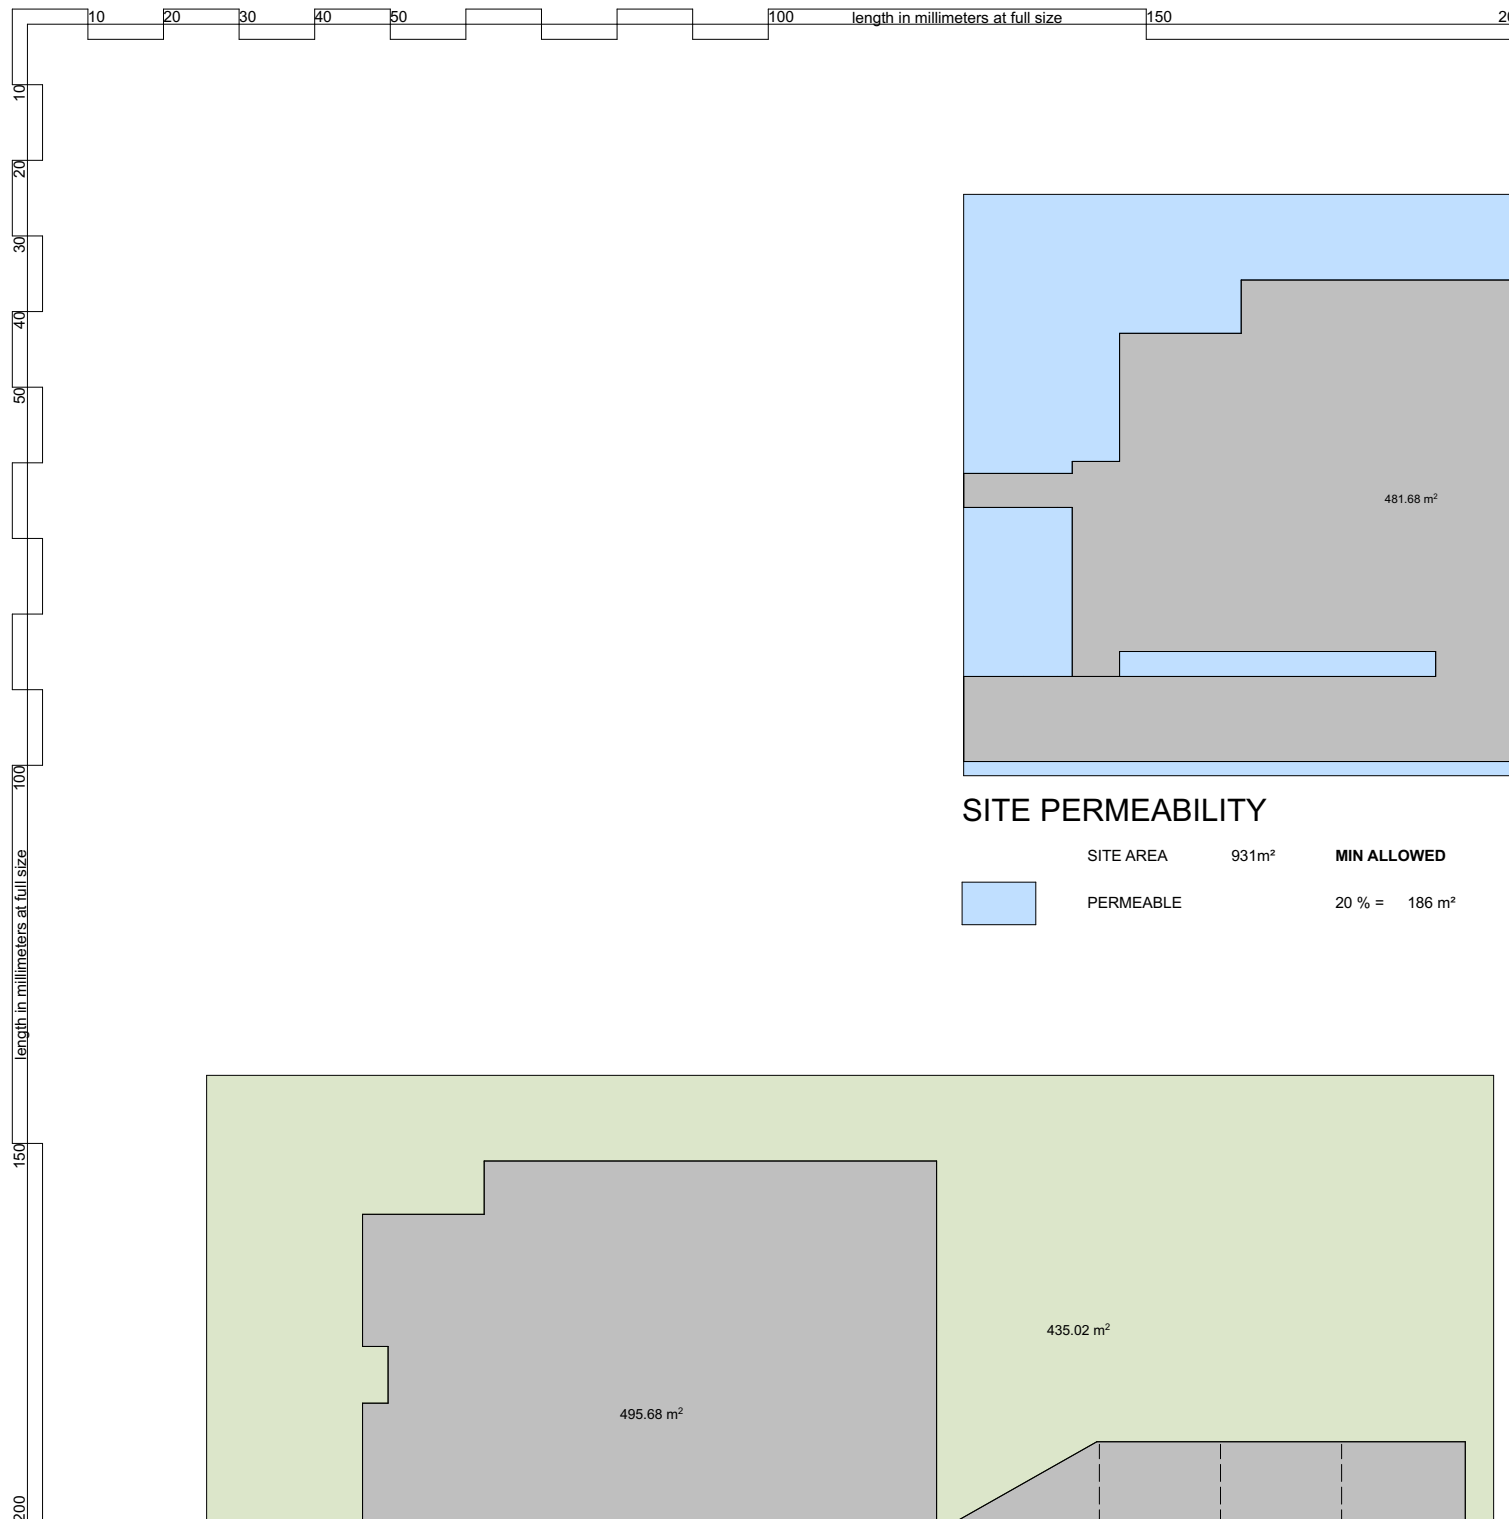 10 20 30 40 50 100 length in millimeters at full size 150 20
10
20
30
40
50
100
length in millimeters at full size
150
200
481.68 m²
SITE PERMEABILITY
SITE AREA 931m² MIN ALLOWED
PERMEABLE 20 % = 186 m²
435.02 m²
495.68 m²